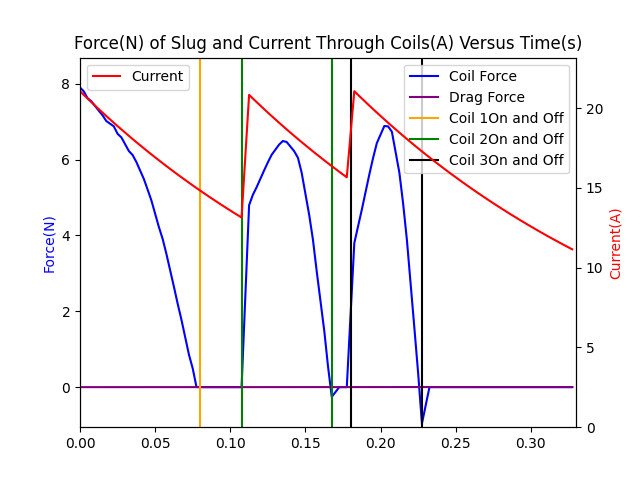 Force(N) of Slug and Current Through Coils(A) Versus Time(s)
Current
Coil Force
Drag Force
Coil 1On and Off
Coil 2On and Off
Coil 3On and Off
Force(N)
8
6
4
2
0
Current(A)
20
15
10
5
0
0.00 0.05 0.10 0.15 0.20 0.25 0.30